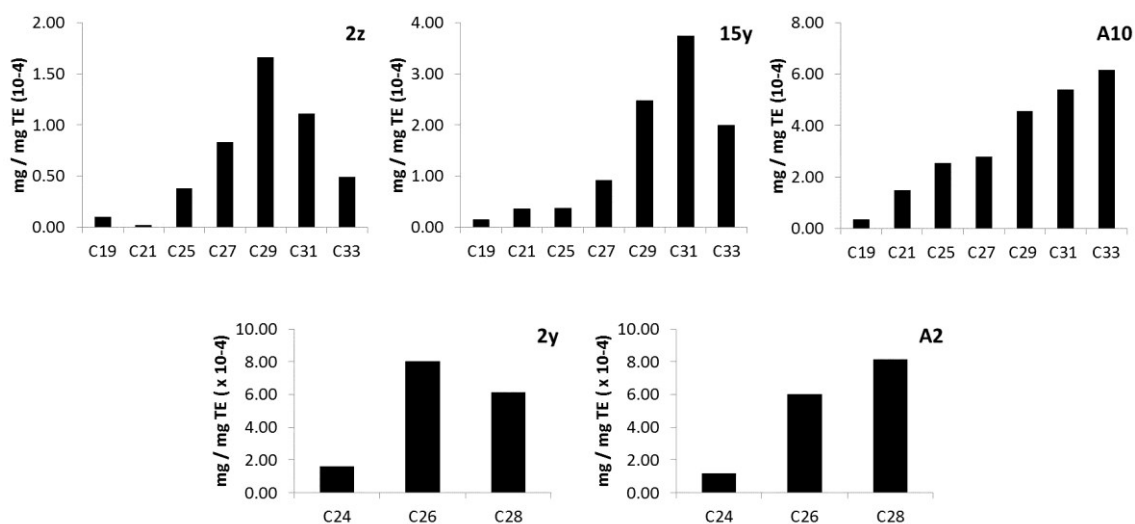 2z
mg / mg TE (10-4)
2.00
1.50
1.00
0.50
0.00
C19 C21 C25 C27 C29 C31 C33
15y
mg / mg TE (10-4)
4.00
3.00
2.00
1.00
0.00
C19 C21 C25 C27 C29 C31 C33
A10
mg / mg TE (10-4)
8.00
6.00
4.00
2.00
0.00
C19 C21 C25 C27 C29 C31 C33
2y
mg / mg TE ( x 10-4)
10.00
8.00
6.00
4.00
2.00
0.00
C24 C26 C28
A2
mg / mg TE ( x 10-4)
10.00
8.00
6.00
4.00
2.00
0.00
C24 C26 C28